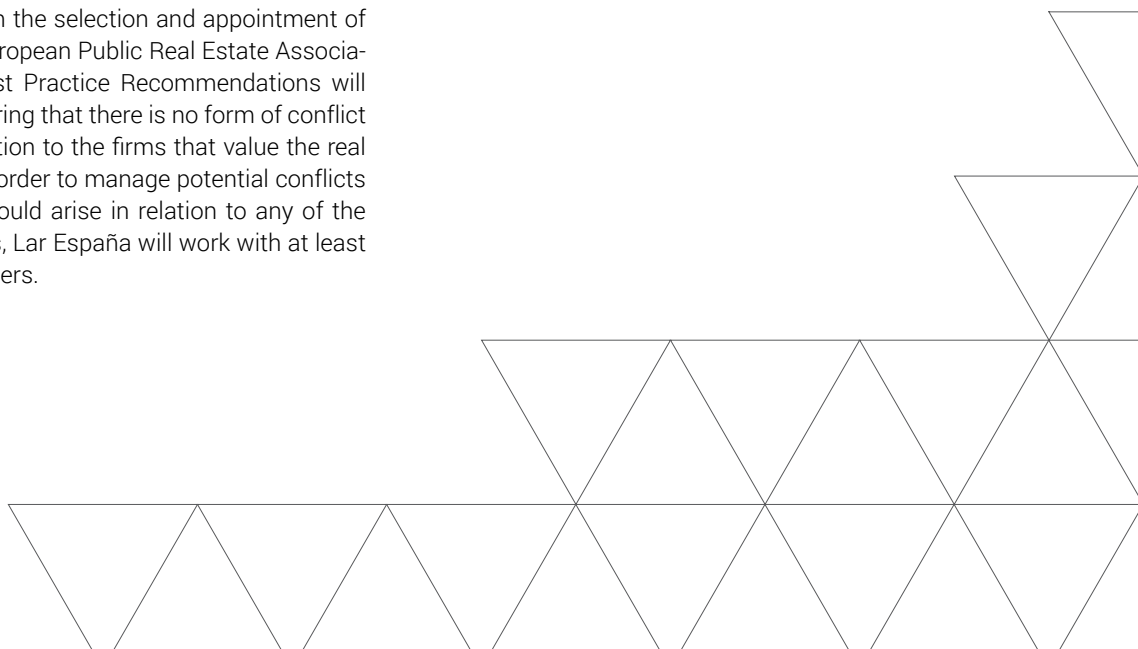 n the selection and appointment of
ropean Public Real Estate Associa-
st Practice Recommendations will
ring that there is no form of conflict
tion to the firms that value the real
order to manage potential conflicts
ould arise in relation to any of the
s, Lar España will work with at least
ers.